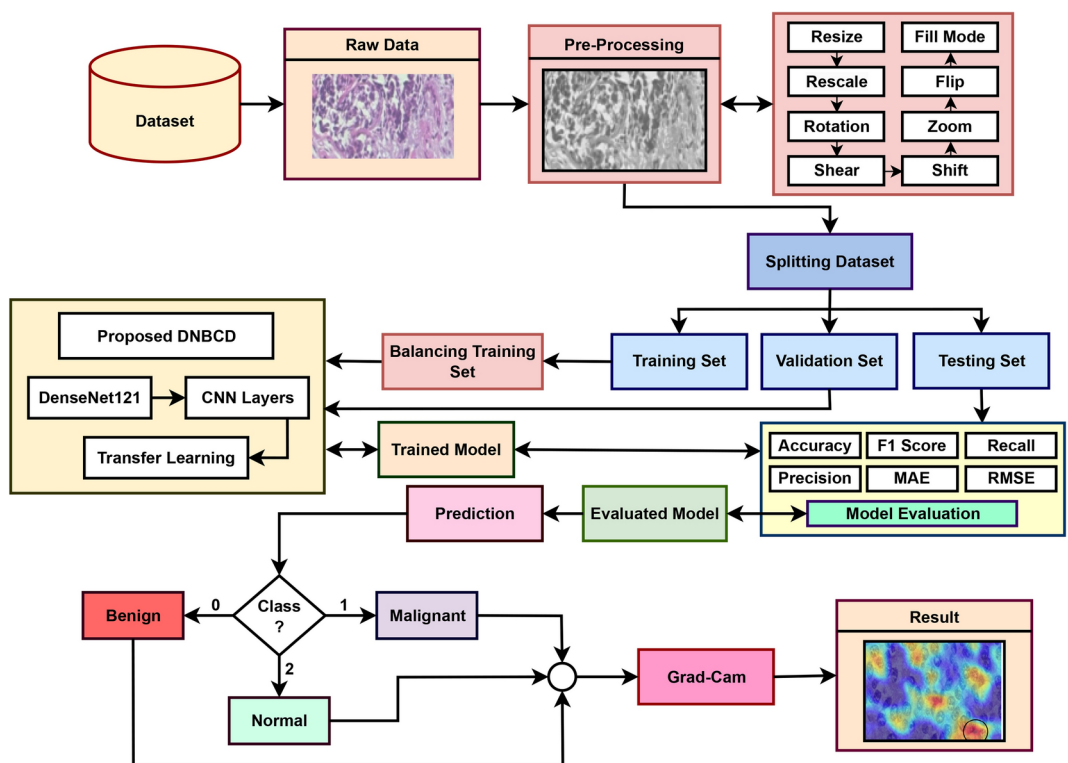 Dataset
Raw Data
Pre-Processing
Resize
Rescale
Rotation
Shear
Shift
Zoom
Flip
Fill Mode
Splitting Dataset
Training Set
Validation Set
Testing Set
Balancing Training
Set
Proposed DNBCD
DenseNet121
CNN Layers
Transfer Learning
Trained Model
Accuracy
F1 Score
Recall
Precision
MAE
RMSE
Model Evaluation
Evaluated Model
Prediction
Class
?
0
Benign
1
Malignant
2
Normal
Grad-Cam
Result